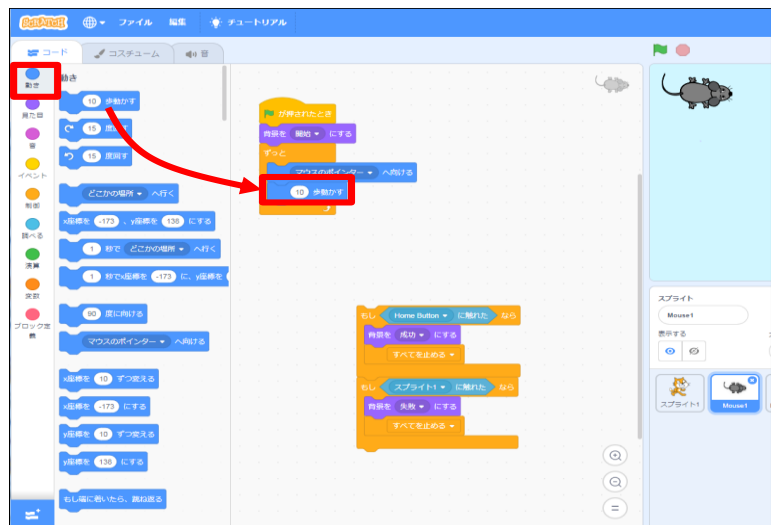 SCRATCH ファイル 編集 チュートリアル
コード コスチューム 音
動き
見た目
音
イベント
制御
調べる
演算
変数
ブロック定義
動き
10 歩動かす
15 度回す
15 度回す
どこかの場所 へ行く
x座標を -173 、y座標を 138 にする
1 秒で どこかの場所 へ行く
1 秒でx座標を -173 に、y座標を
90 度に向ける
マウスのポインター へ向ける
x座標を 10 ずつ変える
x座標を -173 にする
y座標を 10 ずつ変える
y座標を 138 にする
もし端に着いたら、跳ね返る
が押されたとき
背景を 開始 にする
ずっと
マウスのポインター へ向ける
10 歩動かす
もし Home Button に触れた なら
背景を 成功 にする
すべてを止める
もし スプライト1 に触れた なら
背景を 失敗 にする
すべてを止める
スプライト
Mouse1
表示する
スプライト1
Mouse1